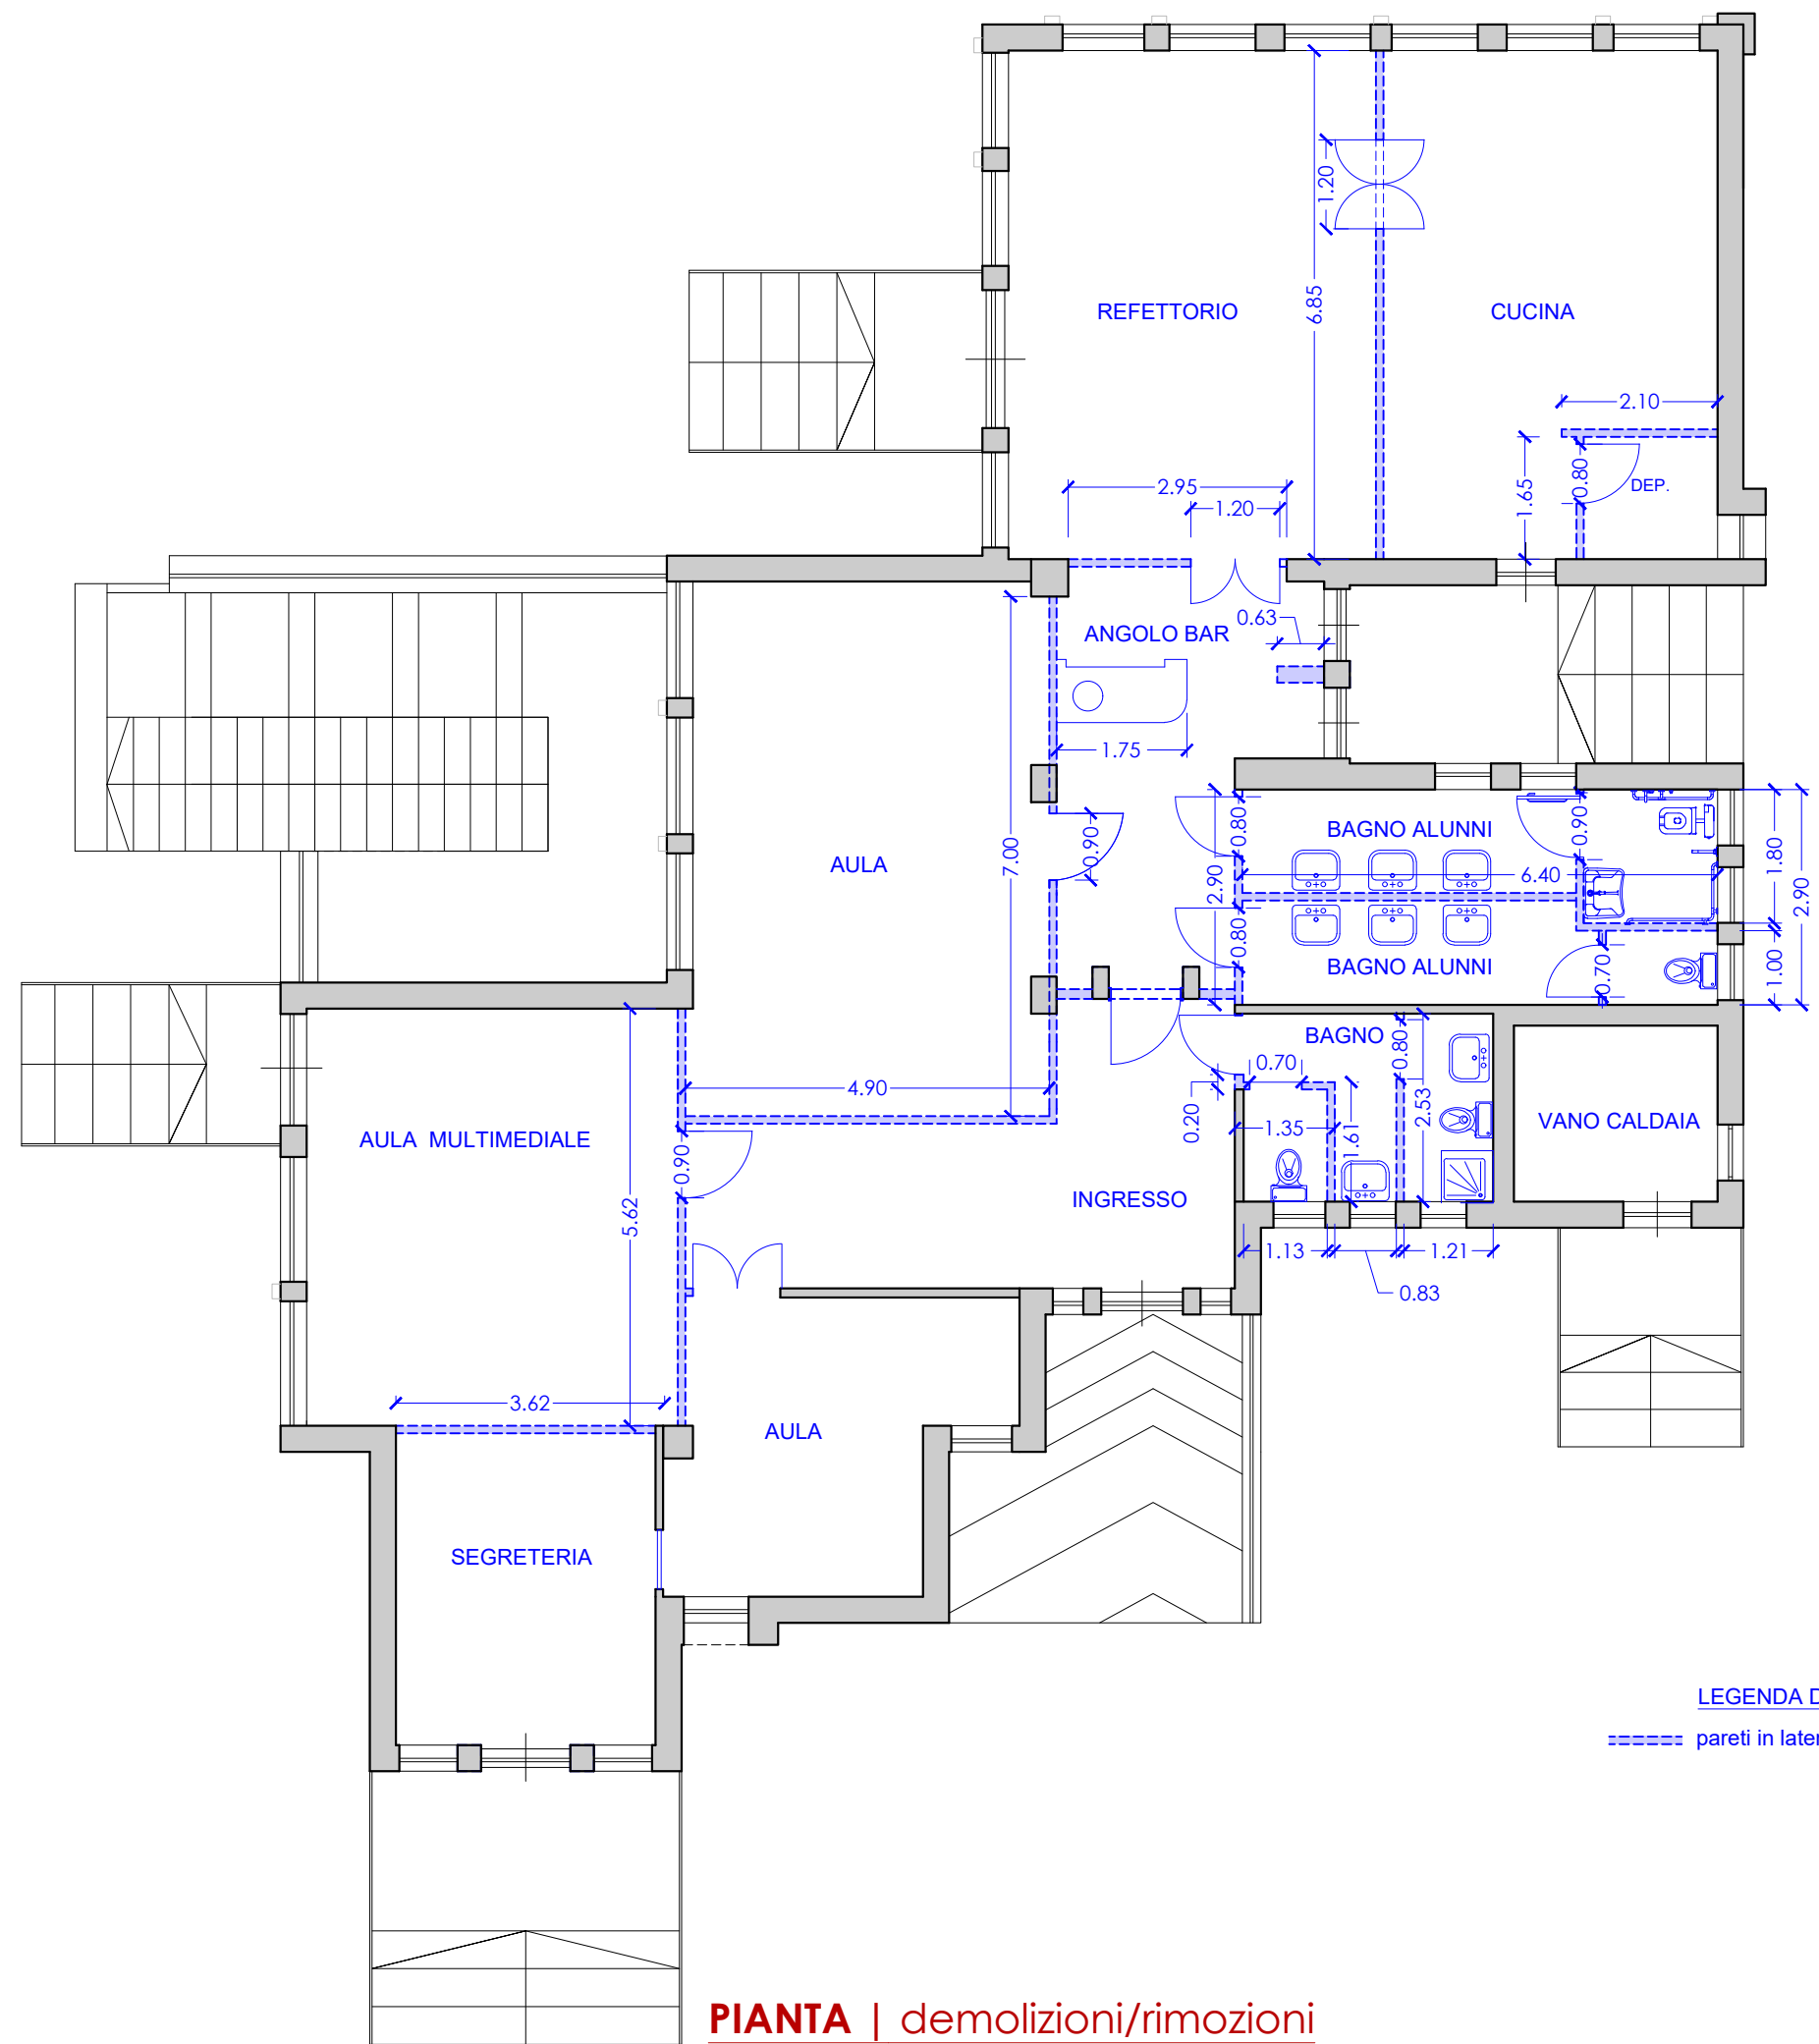 1.20
6.85
REFETTORIO
CUCINA
2.10
2.95
1.20
1.65
0.80
DEP.
0.63
ANGOLO BAR
1.75
7.00
0.90
AULA
2.90
0.80
0.80
BAGNO ALUNNI
0.90
6.40
1.80
2.90
BAGNO ALUNNI
0.70
1.00
BAGNO
0.80
0.70
4.90
0.20
2.53
1.35
1.61
VANO CALDAIA
AULA MULTIMEDIALE
0.90
5.62
INGRESSO
1.13
1.21
0.83
3.62
AULA
SEGRETERIA
LEGENDA D
pareti in later
PIANTA | demolizioni/rimozioni